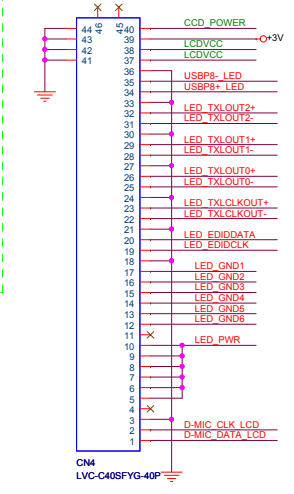 46 45
44 40 CCD_POWER
43 39 +3V
42 38 LCDVCC
41 37 LCDVCC
36
35 USBP8-_LED
34 USBP8+_LED
33
32 LED_TXLOUT2+
31 LED_TXLOUT2-
30
29 LED_TXLOUT1+
28 LED_TXLOUT1-
27
26 LED_TXLOUT0+
25 LED_TXLOUT0-
24
23 LED_TXLCLKOUT+
22 LED_TXLCLKOUT-
21
20 LED_EDIDDATA
19 LED_EDIDCLK
18
17 LED_GND1
16 LED_GND2
15 LED_GND3
14 LED_GND4
13 LED_GND5
12 LED_GND6
11
10 LED_PWR
9
8
7
6
5
4
3
2 D-MIC_CLK_LCD
1 D-MIC_DATA_LCD
CN4
LVC-C40SFYG-40P